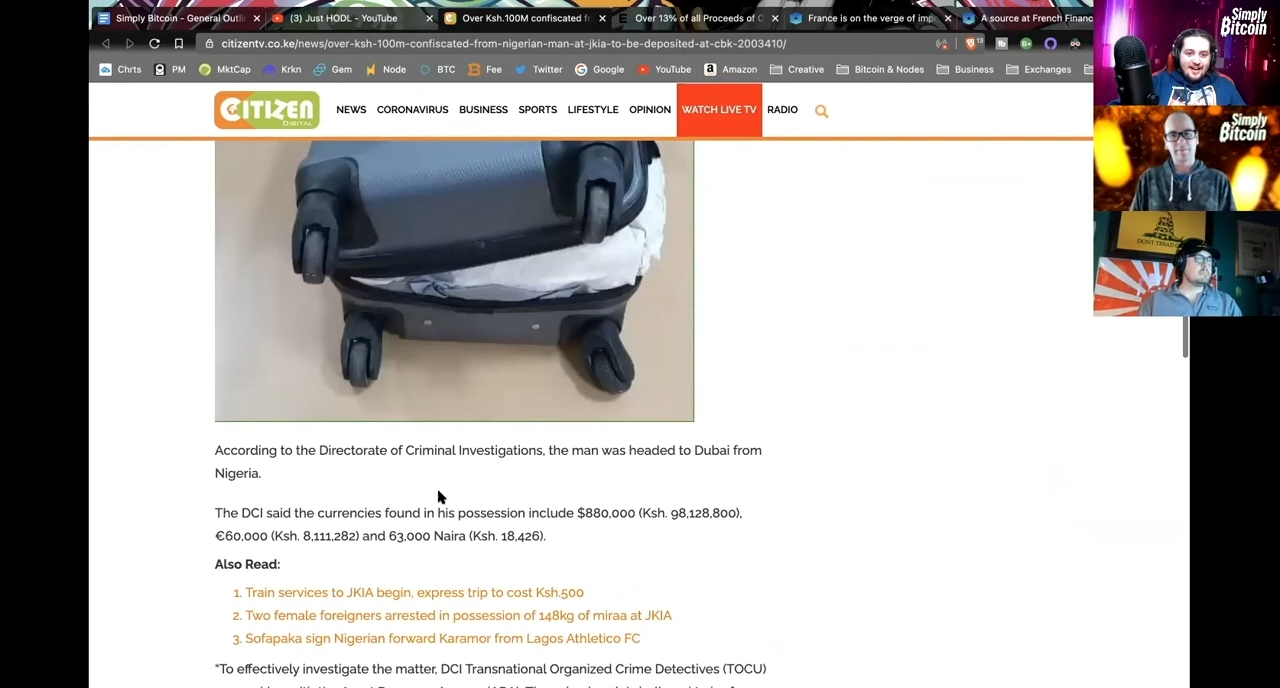 Simply Bitcoin - General Outli
(3) Just HODL - YouTube
Over Ksh.100M confiscated f
Over 13% of all Proceeds of C
France is on the verge of imp
A source at French Financ
citizentv.co.ke/news/over-ksh-100m-confiscated-from-nigerian-man-at-jkia-to-be-deposited-at-cbk-2003410/
13
Chrts PM MktCap Krkn Gem Node BTC Fee Twitter Google YouTube Amazon Creative Bitcoin & Nodes Business Exchanges
Simply
Bitcoin
CITIZEN
DIGITAL
NEWS CORONAVIRUS BUSINESS SPORTS LIFESTYLE OPINION WATCH LIVE TV RADIO
Simply
Bitcoin
DONT TREAD
According to the Directorate of Criminal Investigations, the man was headed to Dubai from
Nigeria.
The DCI said the currencies found in his possession include $880,000 (Ksh. 98,128,800),
€60,000 (Ksh. 8,111,282) and 63,000 Naira (Ksh. 18,426).
Also Read:
1. Train services to JKIA begin, express trip to cost Ksh.500
2. Two female foreigners arrested in possession of 148kg of miraa at JKIA
3. Sofapaka sign Nigerian forward Karamor from Lagos Athletico FC
“To effectively investigate the matter, DCI Transnational Organized Crime Detectives (TOCU)